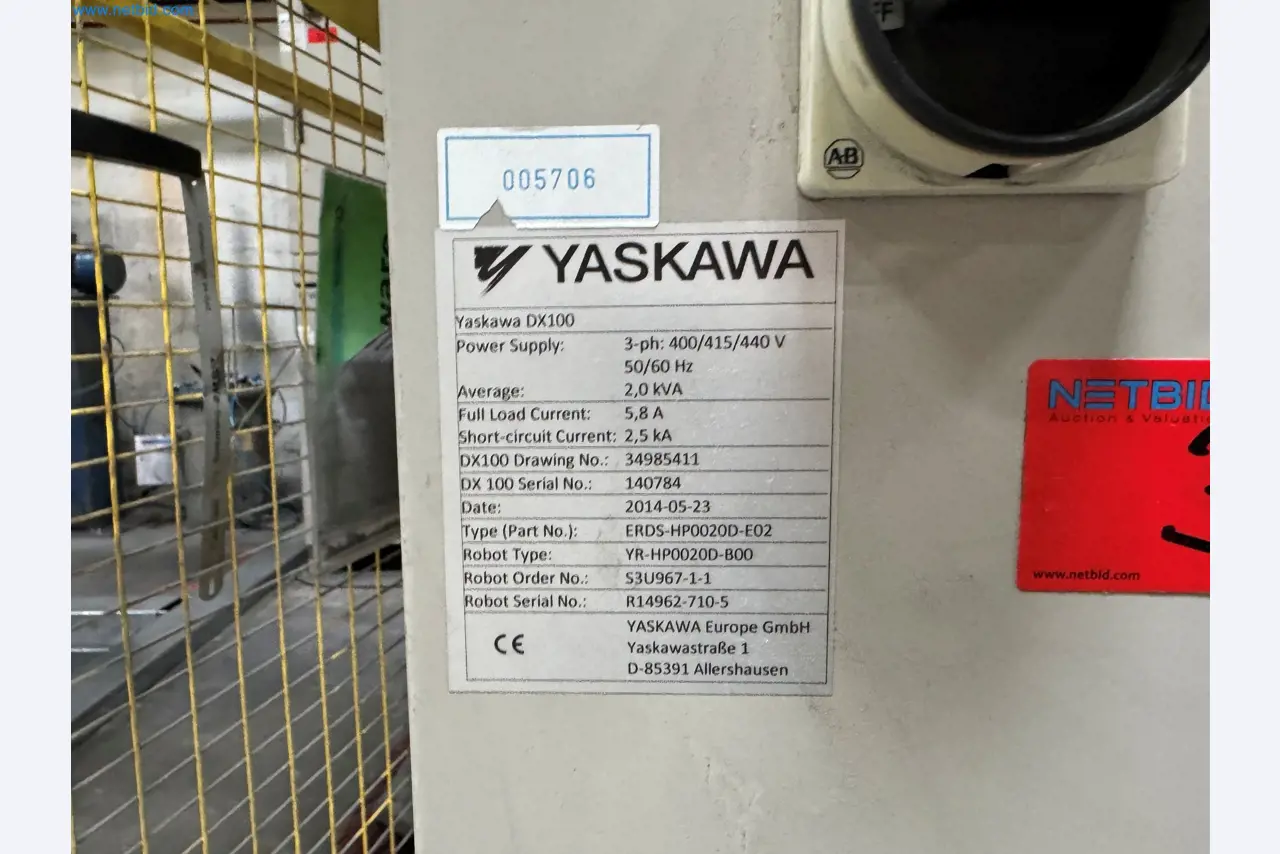 www.netbid.com
005706
YASKAWA
Yaskawa DX100
Power Supply: 3-ph: 400/415/440 V
50/60 Hz
Average: 2,0 kVA
Full Load Current: 5,8 A
Short-circuit Current: 2,5 kA
DX100 Drawing No.: 34985411
DX 100 Serial No.: 140784
Date: 2014-05-23
Type (Part No.): ERDS-HP0020D-E02
Robot Type: YR-HP0020D-B00
Robot Order No.: S3U967-1-1
Robot Serial No.: R14962-710-5
CE
YASKAWA Europe GmbH
Yaskawastraße 1
D-85391 Allershausen
AB
NETBID
Auction &
www.netbid.com